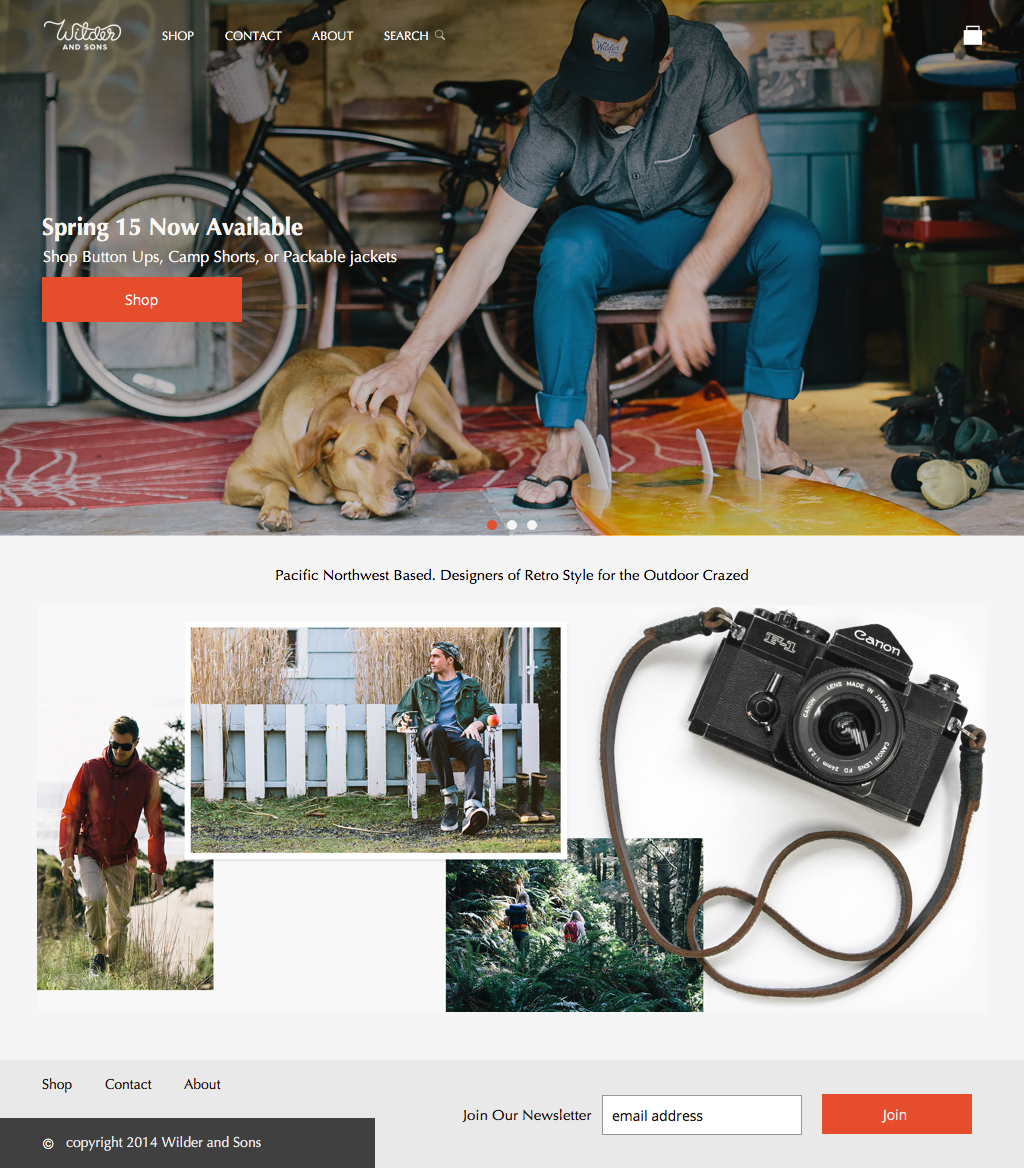 Wilder
AND SONS
SHOP CONTACT ABOUT SEARCH
Wilder
Spring 15 Now Available
Shop Button Ups, Camp Shorts, or Packable jackets
Shop
Pacific Northwest Based. Designers of Retro Style for the Outdoor Crazed
F-1
Canon
CANON LENS MADE IN JAPAN
CANON LENS FD 24mm 1:2.8
Shop Contact About
Join Our Newsletter email address Join
© copyright 2014 Wilder and Sons